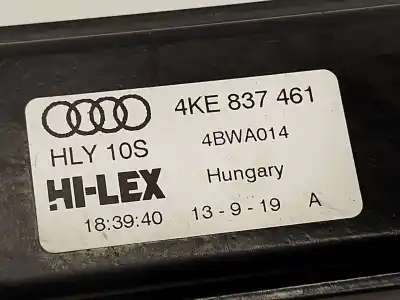 4KE 837 461
HLY 10S
4BWA014
HI-LEX
Hungary
18:39:40
13 - 9 - 19 A